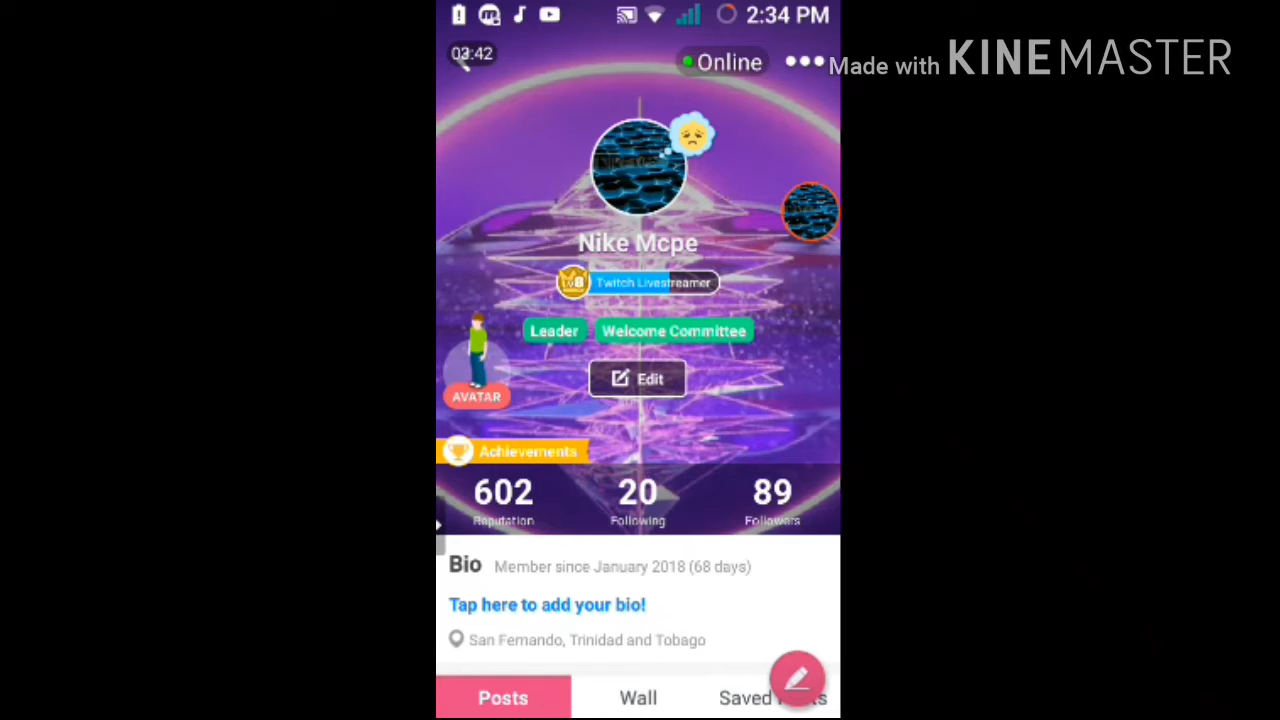 2:34 PM
03:42
Online
Made with KINEMASTER
Nike Mcpe
8 Twitch Livestreamer
Leader Welcome Committee
Edit
AVATAR
Achievements
602 20 89
Reputation Following Followers
Bio Member since January 2018 (68 days)
Tap here to add your bio!
San Fernando, Trinidad and Tobago
Posts Wall Saved